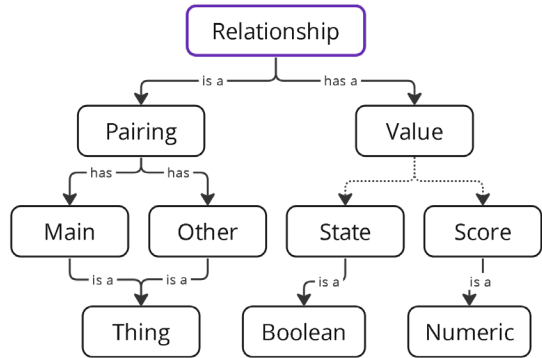 Relationship
is a
has a
Pairing
Value
has
has
Main
Other
State
Score
is a
is a
is a
is a
Thing
Boolean
Numeric